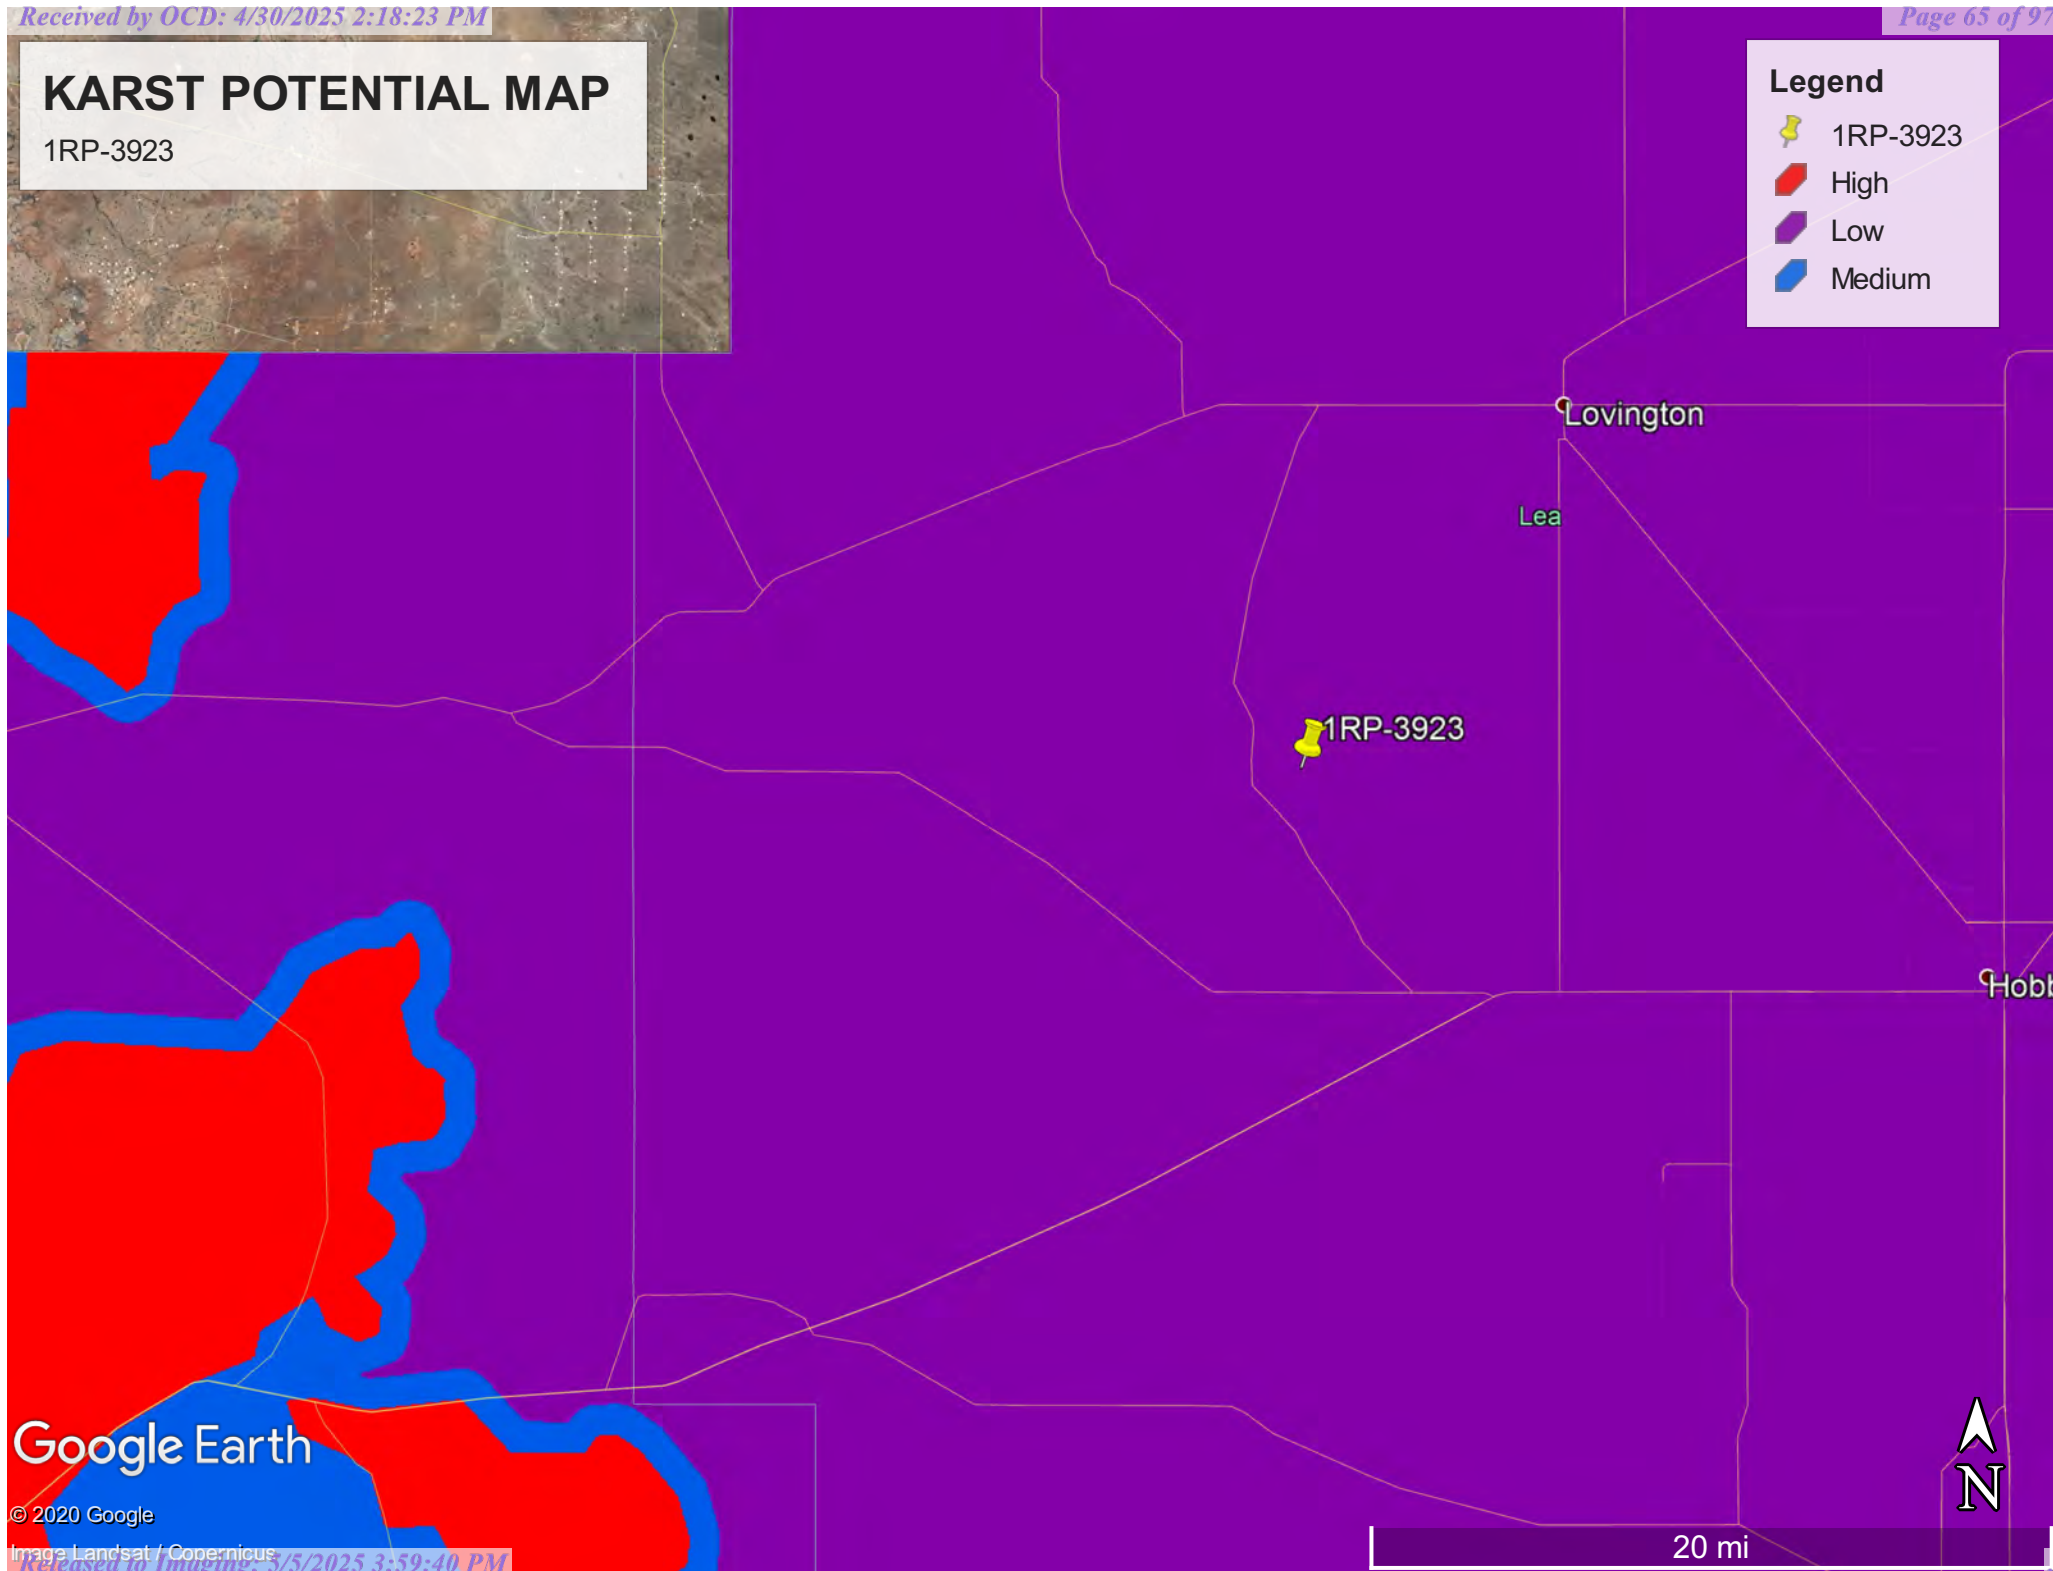 Received by OCD: 4/30/2025 2:18:23 PM
Page 65 of 97
KARST POTENTIAL MAP
1RP-3923
Legend
1RP-3923
High
Low
Medium
Lovington
Lea
1RP-3923
Hobb
Google Earth
© 2020 Google
Image Landsat / Copernicus
Released to Imaging: 5/5/2025 3:59:40 PM
20 mi
N